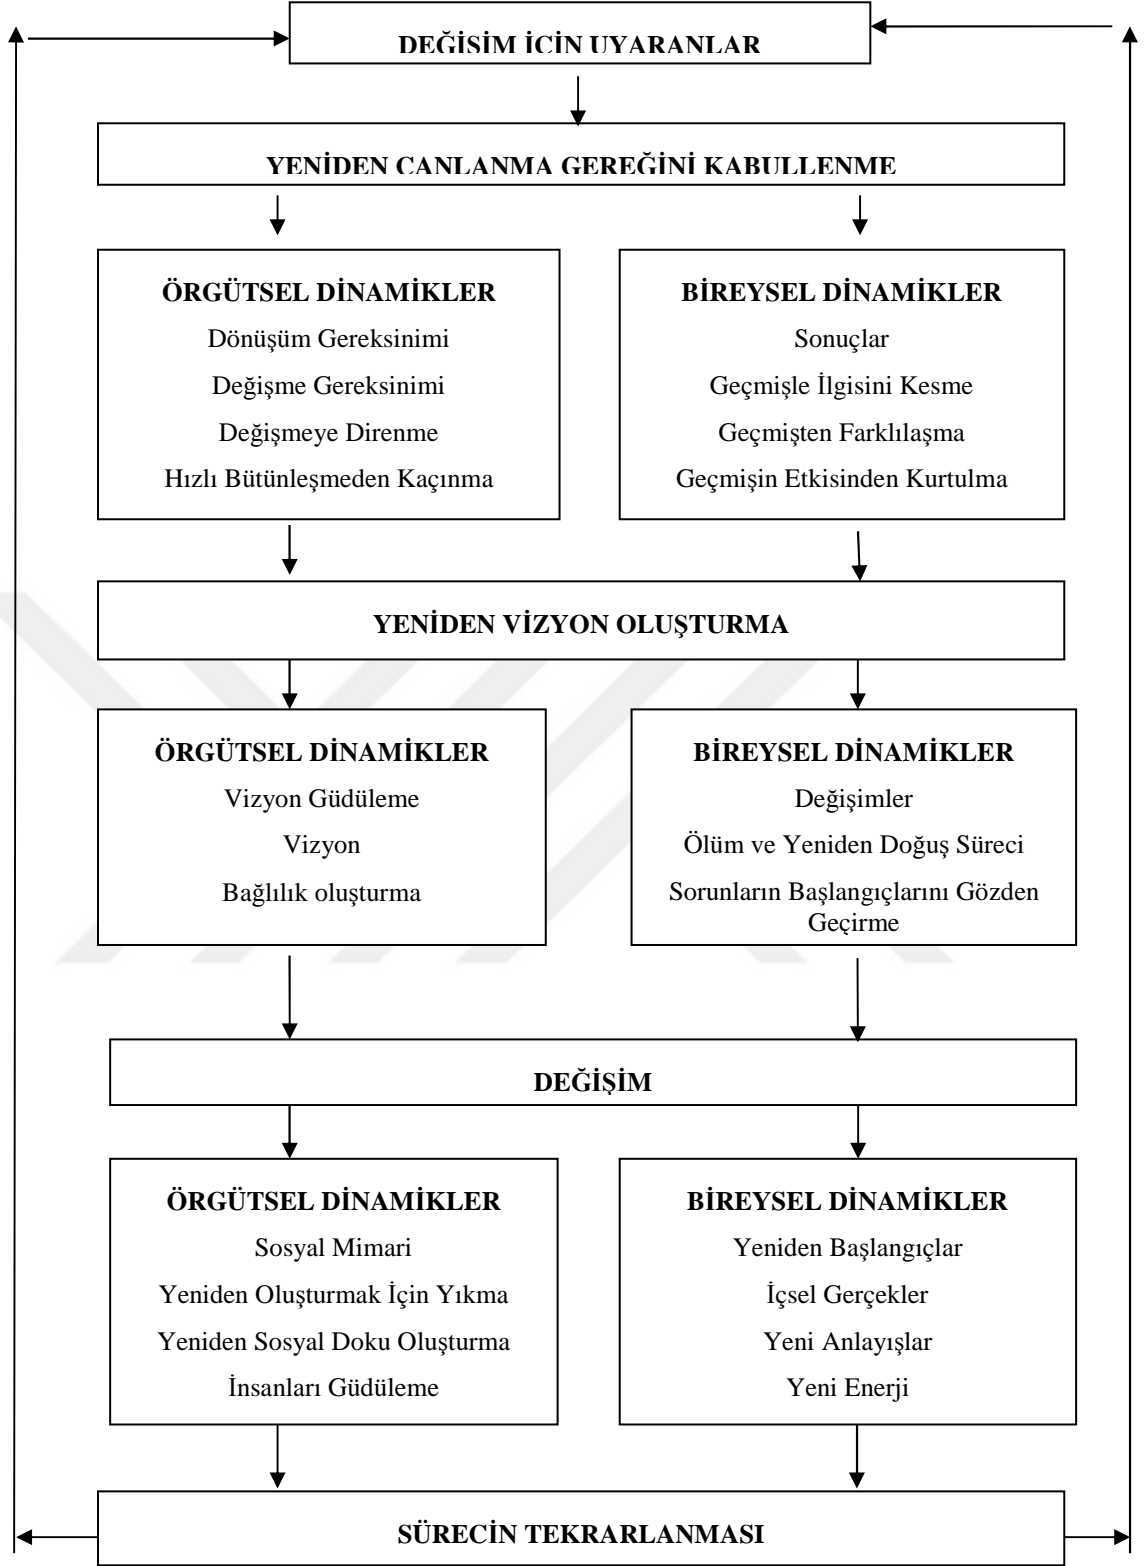 DEĞİŞİM İÇİN UYARANLAR
YENİDEN CANLANMA GEREĞİNİ KABULLENME
ÖRGÜTSEL DİNAMİKLER
Dönüşüm Gereksinimi
Değişme Gereksinimi
Değişmeye Direnme
Hızlı Bütünleşmeden Kaçınma
BİREYSEL DİNAMİKLER
Sonuçlar
Geçmişle İlgisini Kesme
Geçmişten Farklılaşma
Geçmişin Etkisinden Kurtulma
YENİDEN VİZYON OLUŞTURMA
ÖRGÜTSEL DİNAMİKLER
Vizyon Güdüleme
Vizyon
Bağlılık oluşturma
BİREYSEL DİNAMİKLER
Değişimler
Ölüm ve Yeniden Doğuş Süreci
Sorunların Başlangıçlarını Gözden
Geçirme
DEĞİŞİM
ÖRGÜTSEL DİNAMİKLER
Sosyal Mimari
Yeniden Oluşturmak İçin Yıkma
Yeniden Sosyal Doku Oluşturma
İnsanları Güdüleme
BİREYSEL DİNAMİKLER
Yeniden Başlangıçlar
İçsel Gerçekler
Yeni Anlayışlar
Yeni Enerji
SÜRECİN TEKRARLANMASI